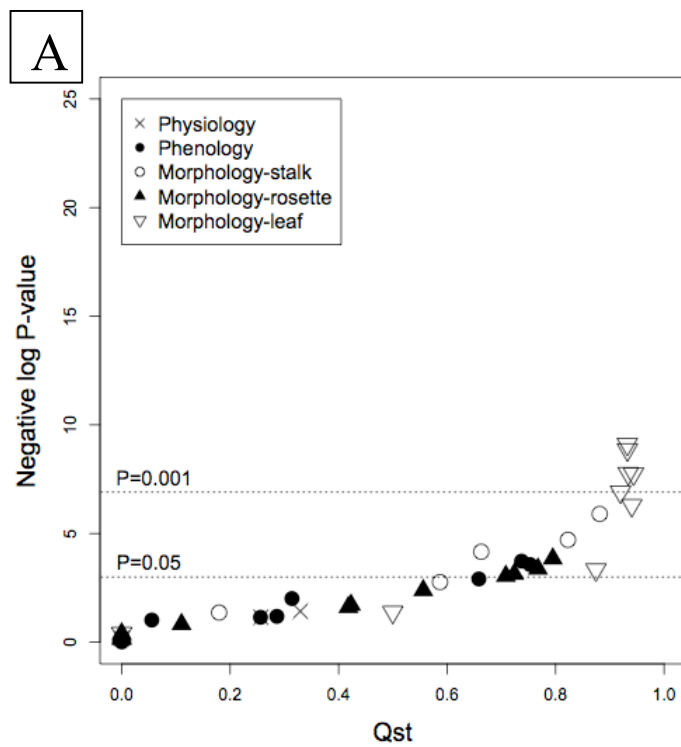 A
25
20
15
10
5
0
Negative log P-value
Physiology
Phenology
Morphology-stalk
Morphology-rosette
Morphology-leaf
P=0.001
P=0.05
0.0 0.2 0.4 0.6 0.8 1.0
Qst